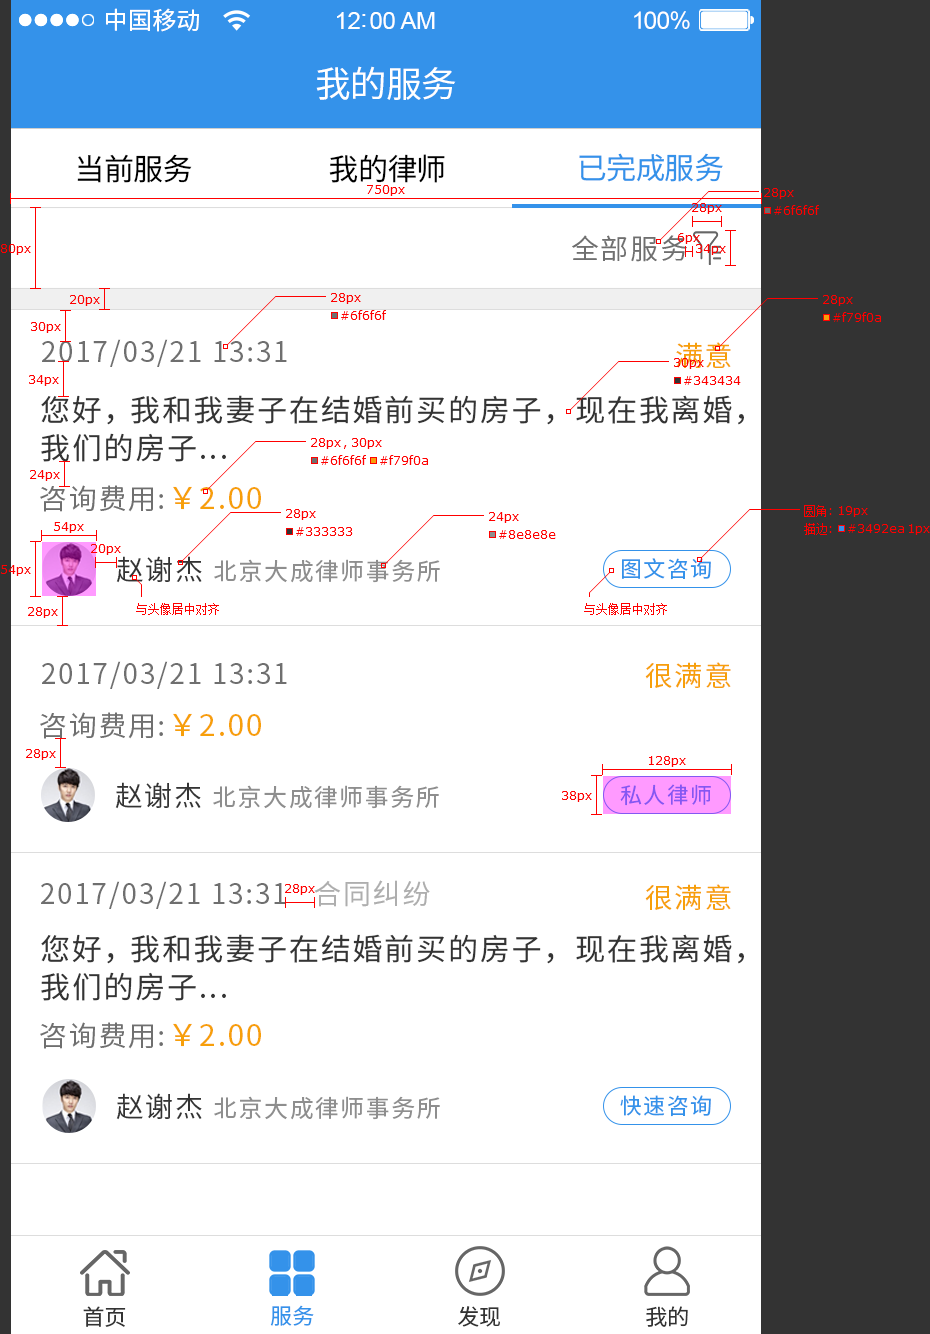 中国移动 12:00 AM 100%
我的服务
当前服务 我的律师 已完成服务
750px
28px
#6f6f6f
28px
80px
全部服务
6px
34px
20px
28px
#6f6f6f
28px
#f79f0a
30px
2017/03/21 13:31 满意
30px
#343434
34px
您好，我和我妻子在结婚前买的房子，现在我离婚，
我们的房子...
28px , 30px
#6f6f6f #f79f0a
24px
咨询费用: ￥2.00
28px
#333333
24px
#8e8e8e
圆角：19px
描边：#3492ea 1px
54px
20px
54px
赵谢杰 北京大成律师事务所 图文咨询
28px
与头像居中对齐 与头像居中对齐
2017/03/21 13:31 很满意
咨询费用: ￥2.00
28px
128px
38px
赵谢杰 北京大成律师事务所 私人律师
2017/03/21 13:31 28px 合同纠纷 很满意
您好，我和我妻子在结婚前买的房子，现在我离婚，
我们的房子...
咨询费用: ￥2.00
赵谢杰 北京大成律师事务所 快速咨询
首页 服务 发现 我的